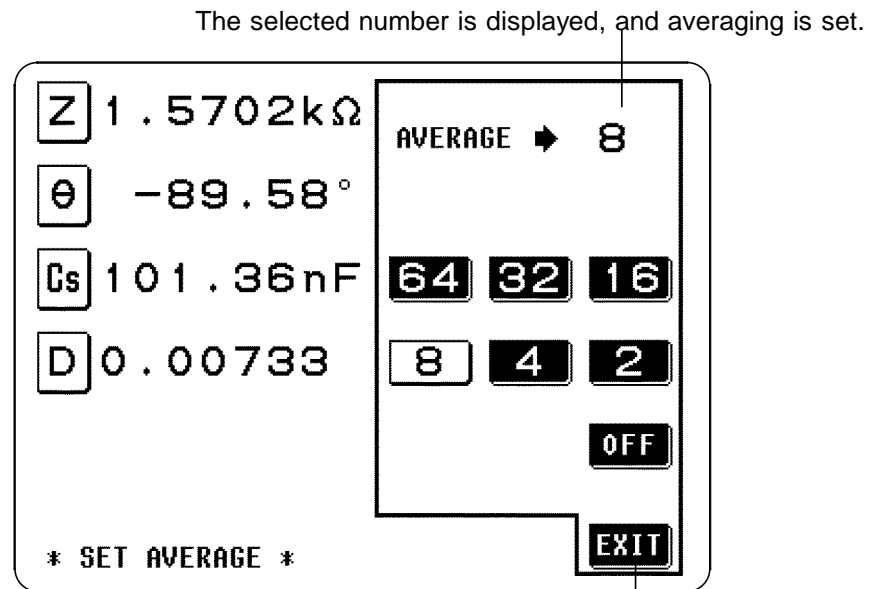 The selected number is displayed, and averaging is set.
Z 1.5702kΩ
θ -89.58°
Cs 101.36nF
D 0.00733
* SET AVERAGE *
AVERAGE ➧ 8
64 32 16
8 4 2
OFF
EXIT